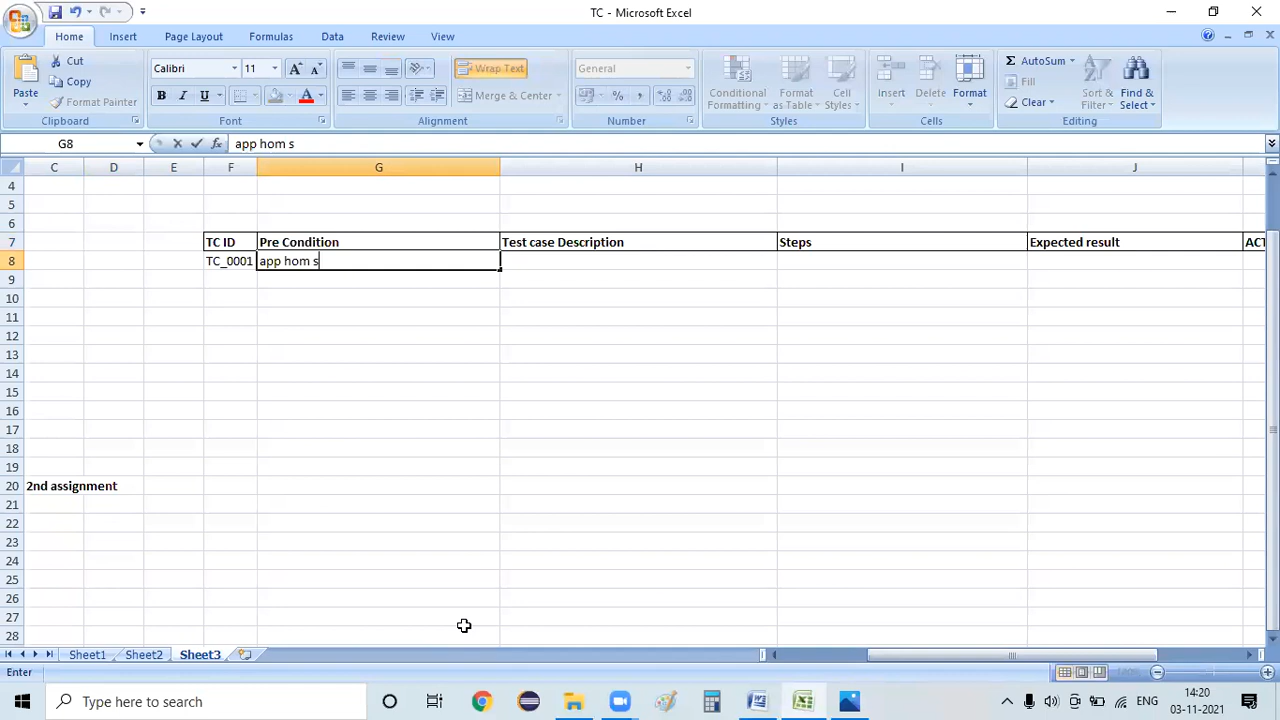 TC - Microsoft Excel
Home Insert Page Layout Formulas Data Review View
Paste
Cut
Copy
Format Painter
Clipboard
Calibri 11
B I U
Font
Wrap Text
Merge & Center
Alignment
General
% ,
Number
Conditional Formatting
Format as Table
Cell Styles
Styles
Insert Delete Format
Cells
Σ AutoSum
Fill
Clear
Sort & Filter
Find & Select
Editing
G8 fx app hom s
C D E F G H I J
4
5
6
7 TC ID Pre Condition Test case Description Steps Expected result ACT
8 TC_0001 app hom s
9
10
11
12
13
14
15
16
17
18
19
20 2nd assignment
21
22
23
24
25
26
27
28
Sheet1 Sheet2 Sheet3
Enter
Type here to search
ENG
14:20
03-11-2021